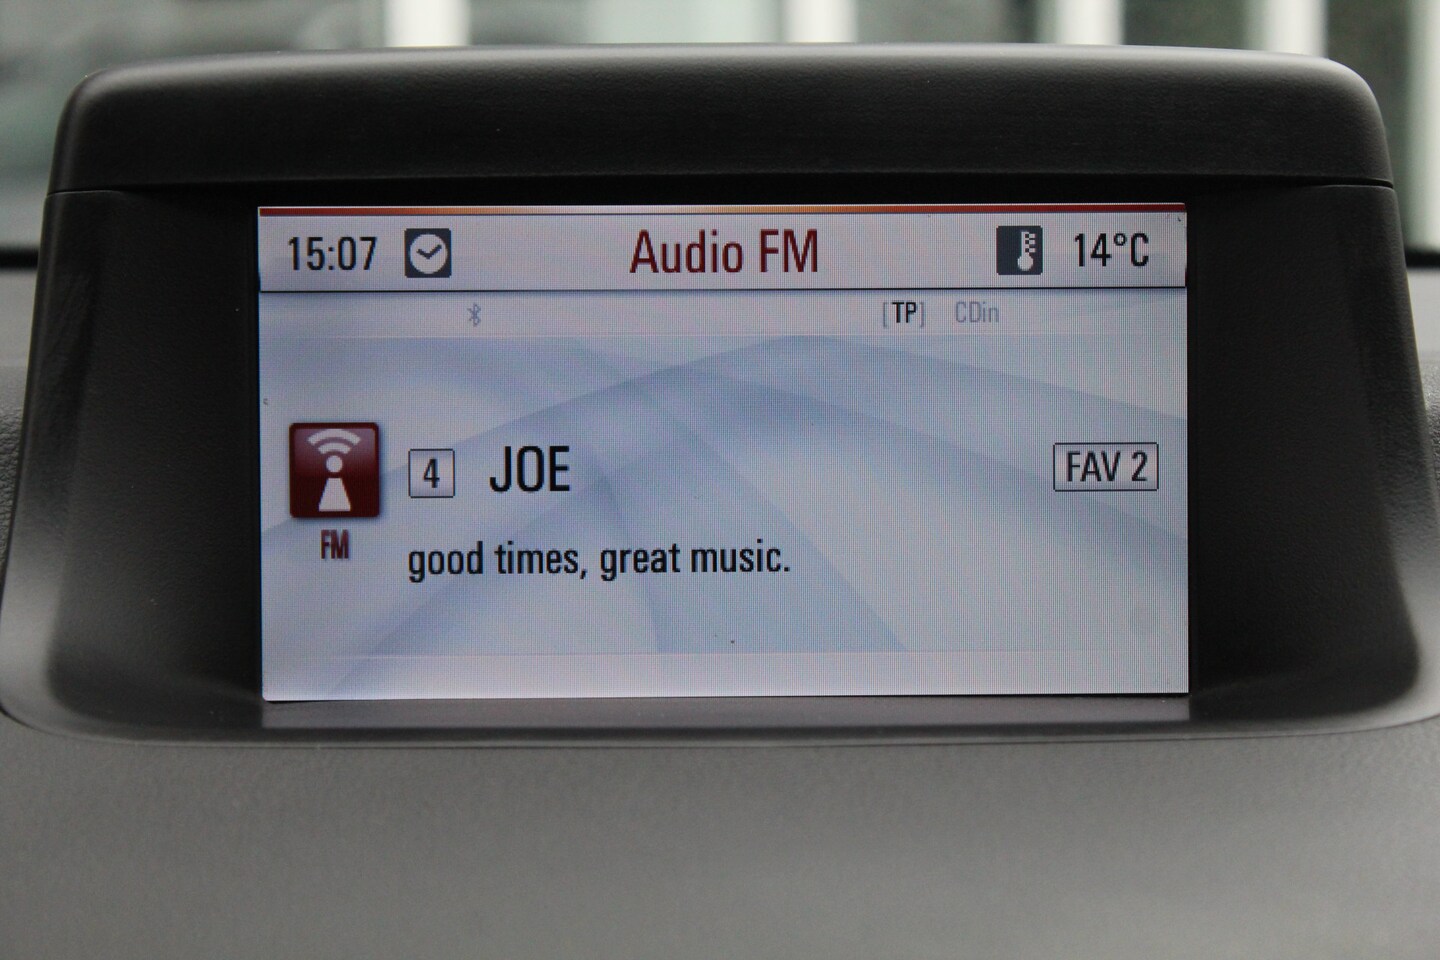 15:07 Audio FM 14°C
[TP] CDin
4 JOE FAV 2
FM
good times, great music.